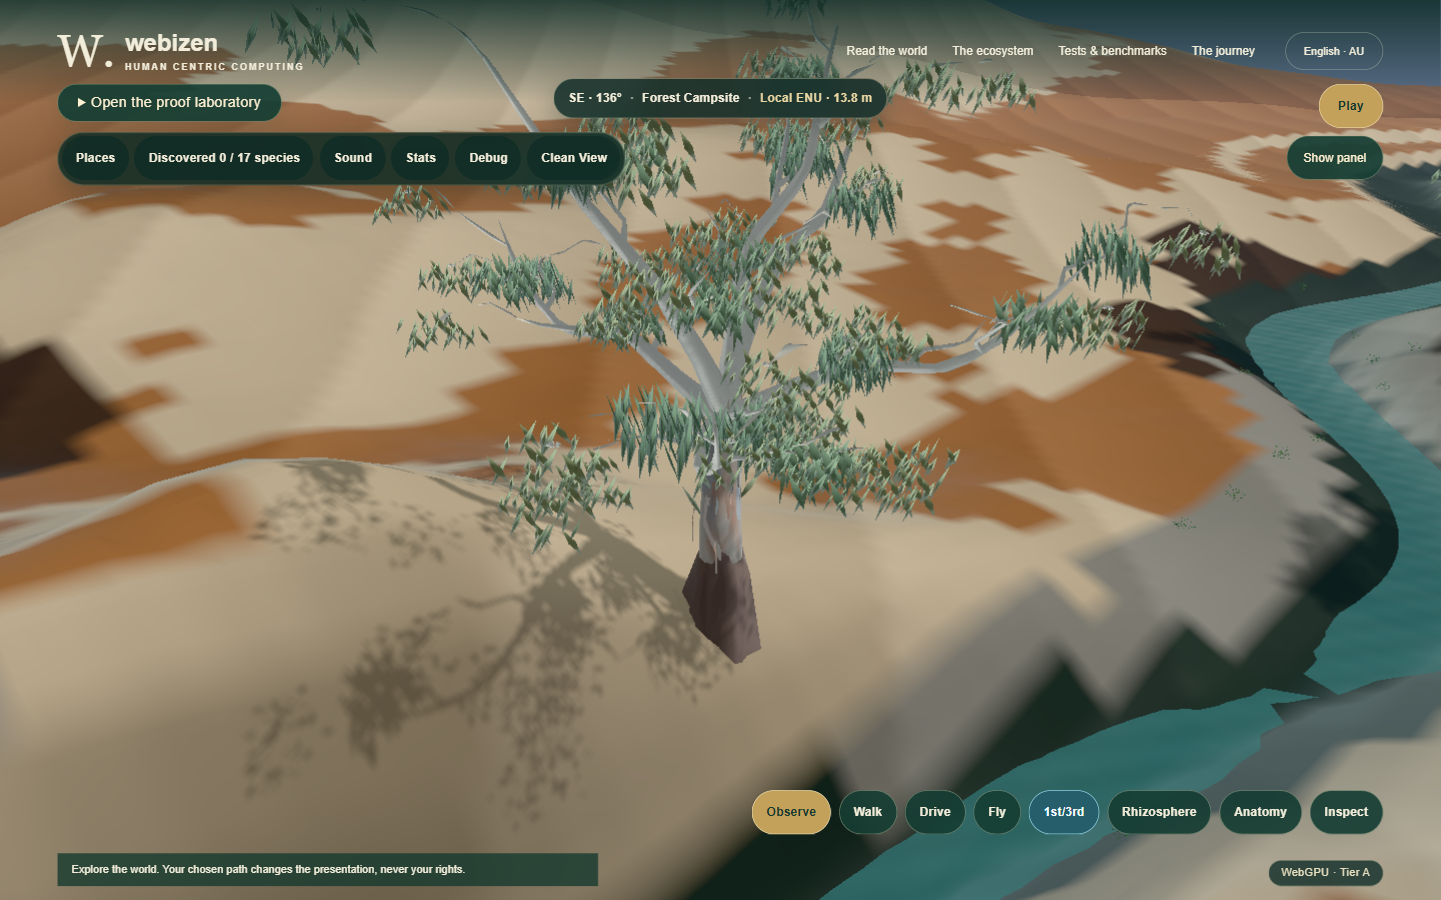 W.
webizen
HUMAN CENTRIC COMPUTING
Read the world
The ecosystem
Tests & benchmarks
The journey
English · AU
▶ Open the proof laboratory
SE · 136° · Forest Campsite · Local ENU · 13.8 m
Play
Places
Discovered 0 / 17 species
Sound
Stats
Debug
Clean View
Show panel
Observe
Walk
Drive
Fly
1st/3rd
Rhizosphere
Anatomy
Inspect
Explore the world. Your chosen path changes the presentation, never your rights.
WebGPU · Tier A